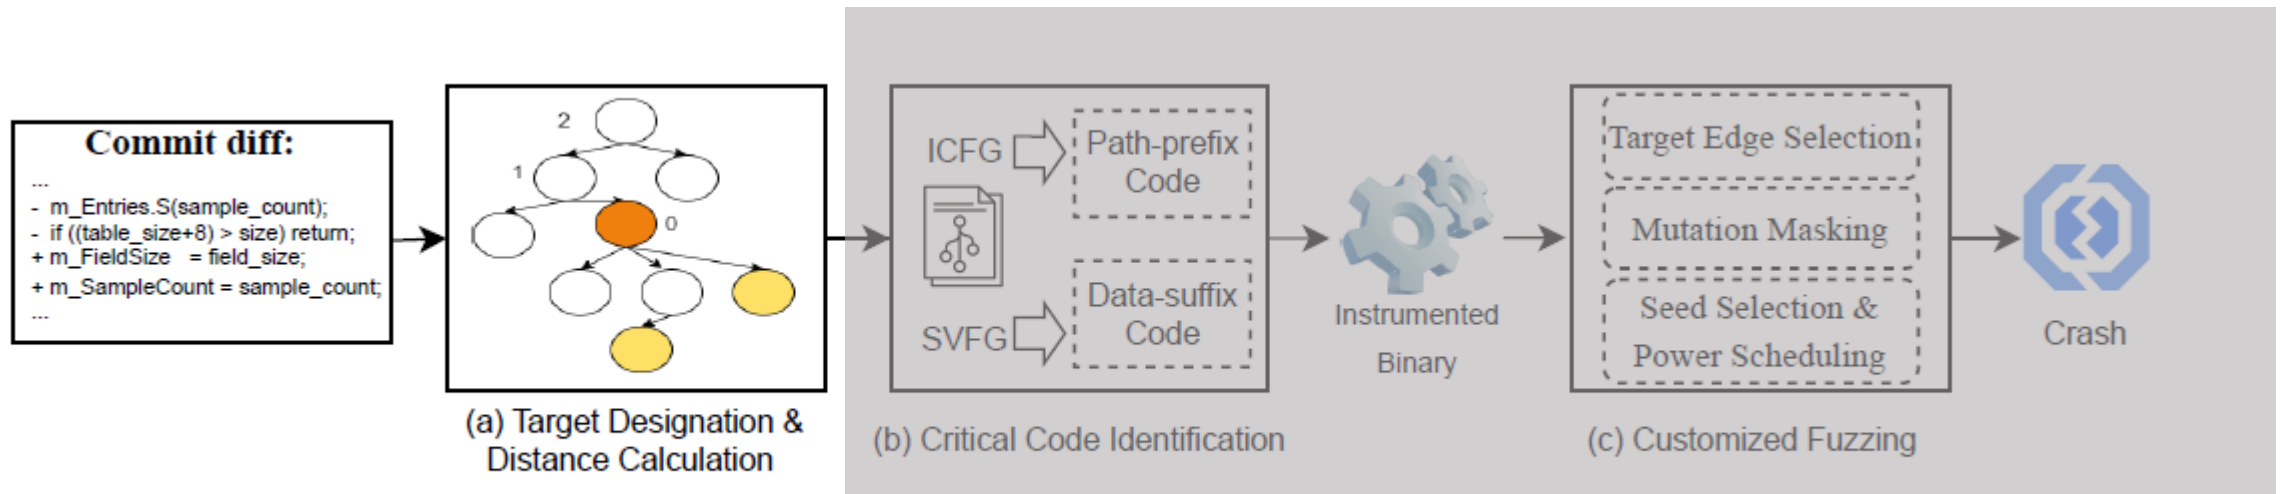 Commit diff:
...
- m_Entries.S(sample_count);
- if ((table_size+8) > size) return;
+ m_FieldSize = field_size;
+ m_SampleCount = sample_count;
...
2
1
0
(a) Target Designation &
Distance Calculation
ICFG
Path-prefix
Code
SVFG
Data-suffix
Code
(b) Critical Code Identification
Instrumented
Binary
Target Edge Selection
Mutation Masking
Seed Selection &
Power Scheduling
(c) Customized Fuzzing
Crash